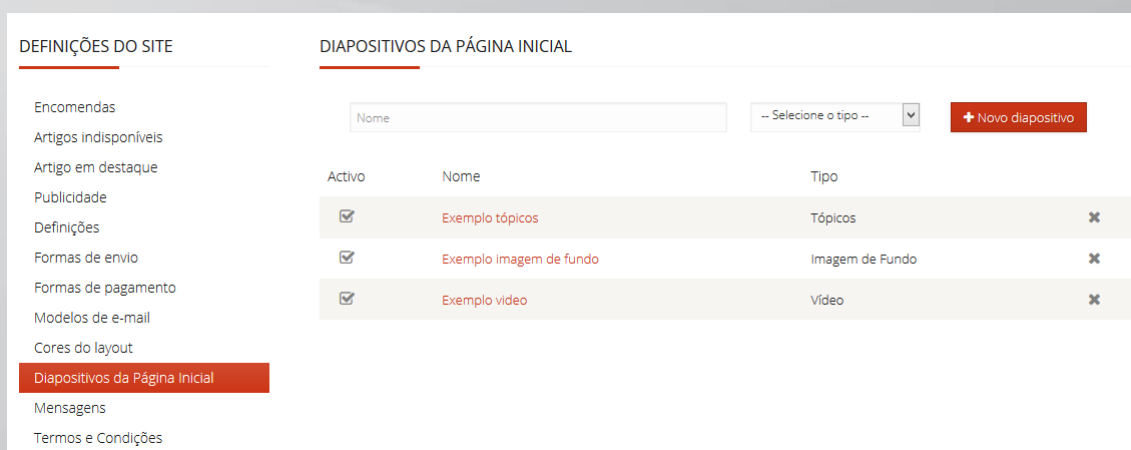 DEFINIÇÕES DO SITE
Encomendas
Artigos indisponíveis
Artigo em destaque
Publicidade
Definições
Formas de envio
Formas de pagamento
Modelos de e-mail
Cores do layout
Diapositivos da Página Inicial
Mensagens
Termos e Condições
DIAPOSITIVOS DA PÁGINA INICIAL
Nome -- Selecione o tipo -- Novo diapositivo
Activo Nome Tipo
Exemplo tópicos Tópicos
Exemplo imagem de fundo Imagem de Fundo
Exemplo video Vídeo